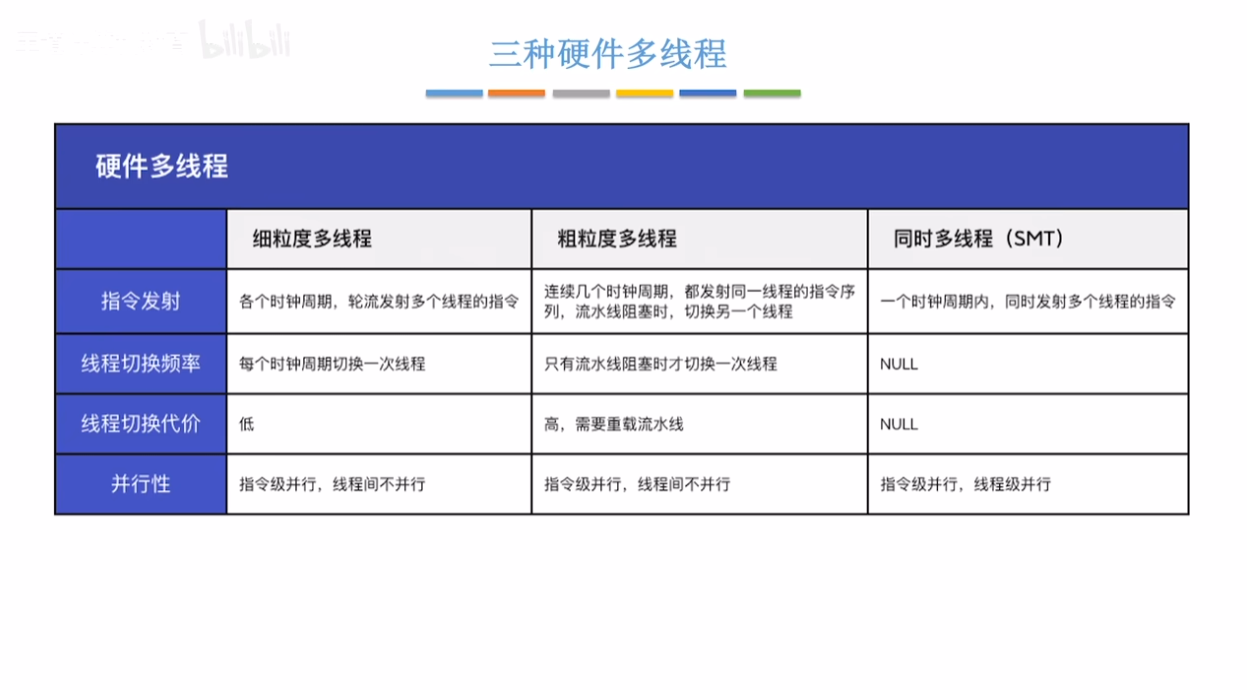 bilibili
三种硬件多线程
硬件多线程
细粒度多线程
粗粒度多线程
同时多线程（SMT）
指令发射
各个时钟周期，轮流发射多个线程的指令
连续几个时钟周期，都发射同一线程的指令序
列，流水线阻塞时，切换另一个线程
一个时钟周期内，同时发射多个线程的指令
线程切换频率
每个时钟周期切换一次线程
只有流水线阻塞时才切换一次线程
NULL
线程切换代价
低
高，需要重载流水线
NULL
并行性
指令级并行，线程间不并行
指令级并行，线程间不并行
指令级并行，线程级并行